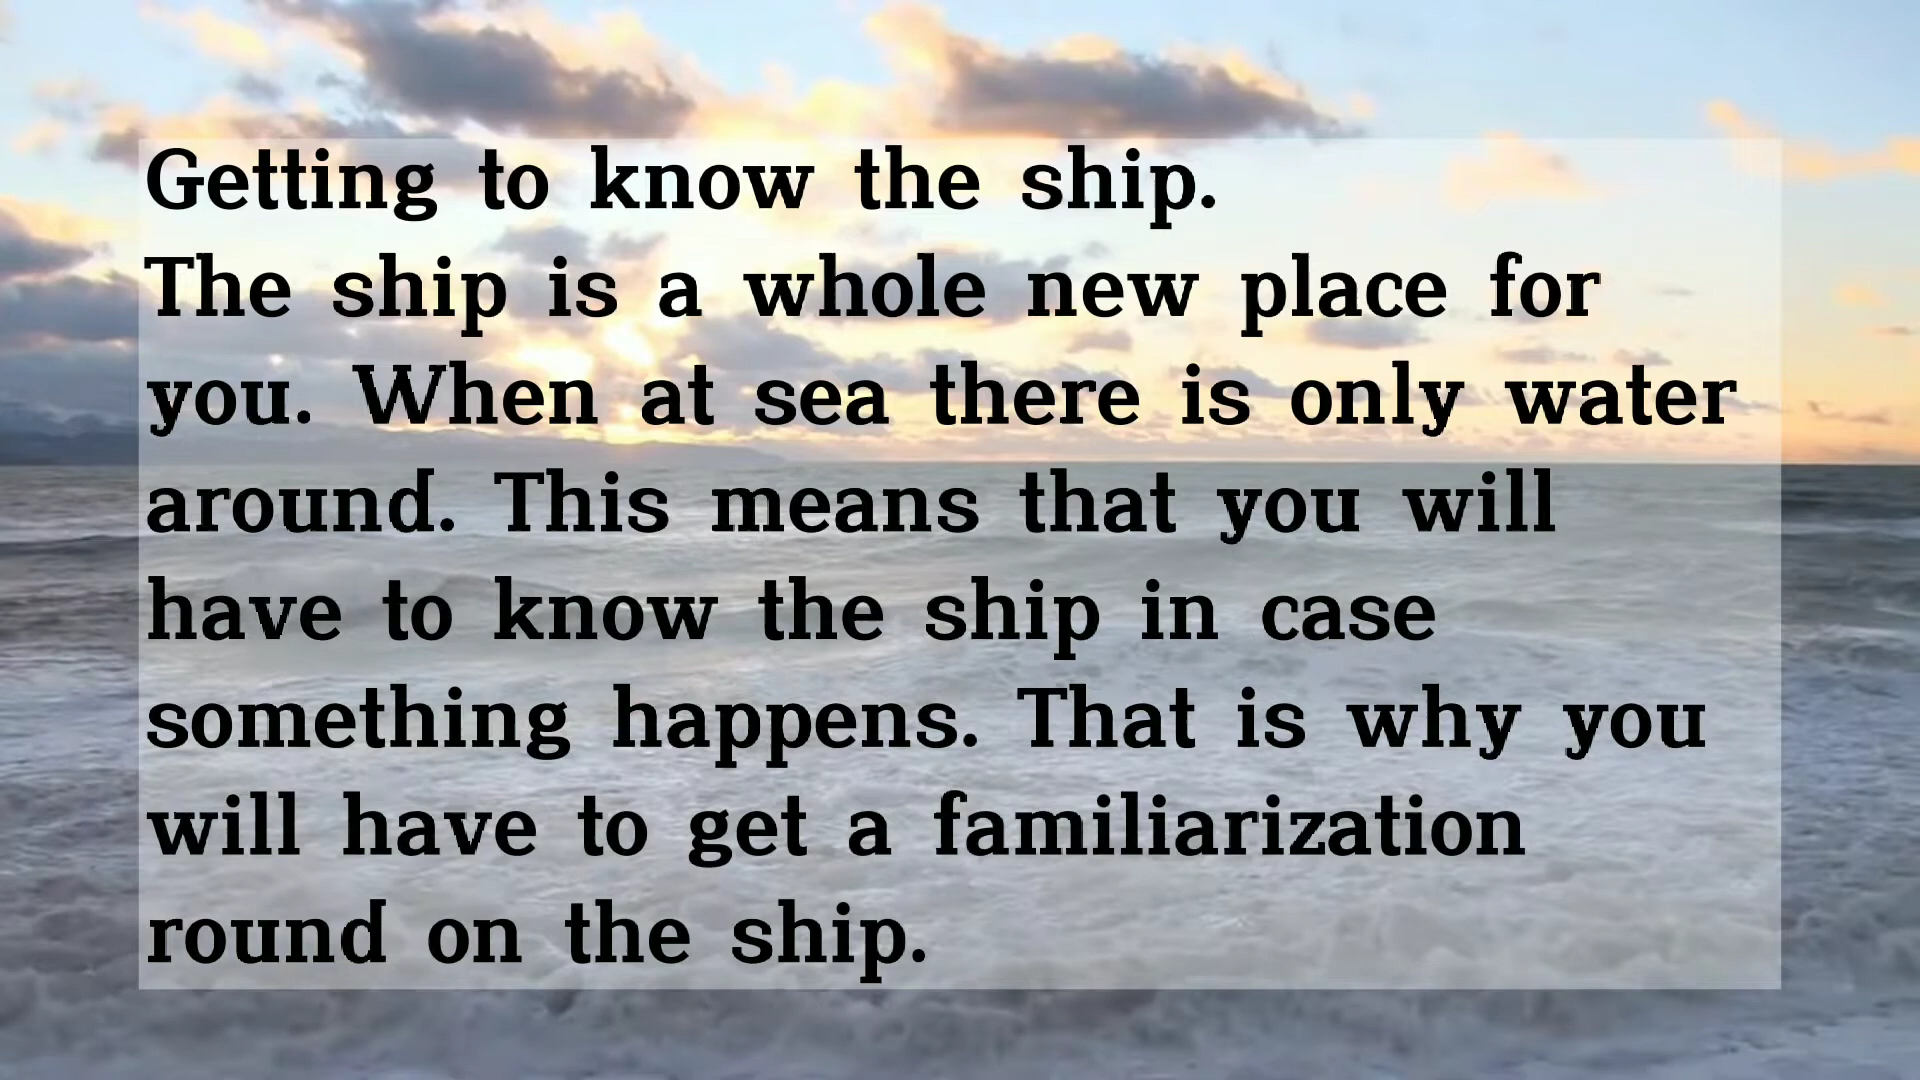 Getting to know the ship.
The ship is a whole new place for
you. When at sea there is only water
around. This means that you will
have to know the ship in case
something happens. That is why you
will have to get a familiarization
round on the ship.